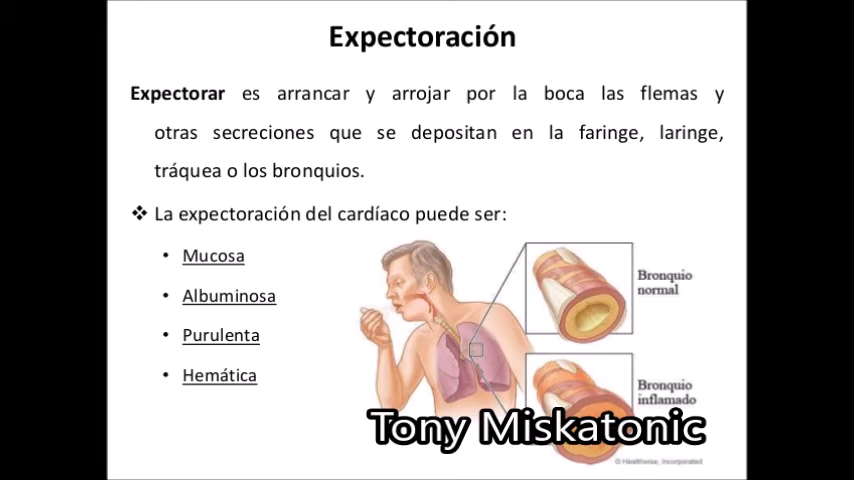 Expectoración
Expectorar es arrancar y arrojar por la boca las flemas y
otras secreciones que se depositan en la faringe, laringe,
tráquea o los bronquios.
❖ La expectoración del cardíaco puede ser:
• Mucosa
• Albuminosa
• Purulenta
• Hemática
Bronquio
normal
Bronquio
inflamado
Tony Miskatonic
© Healthwise, Incorporated